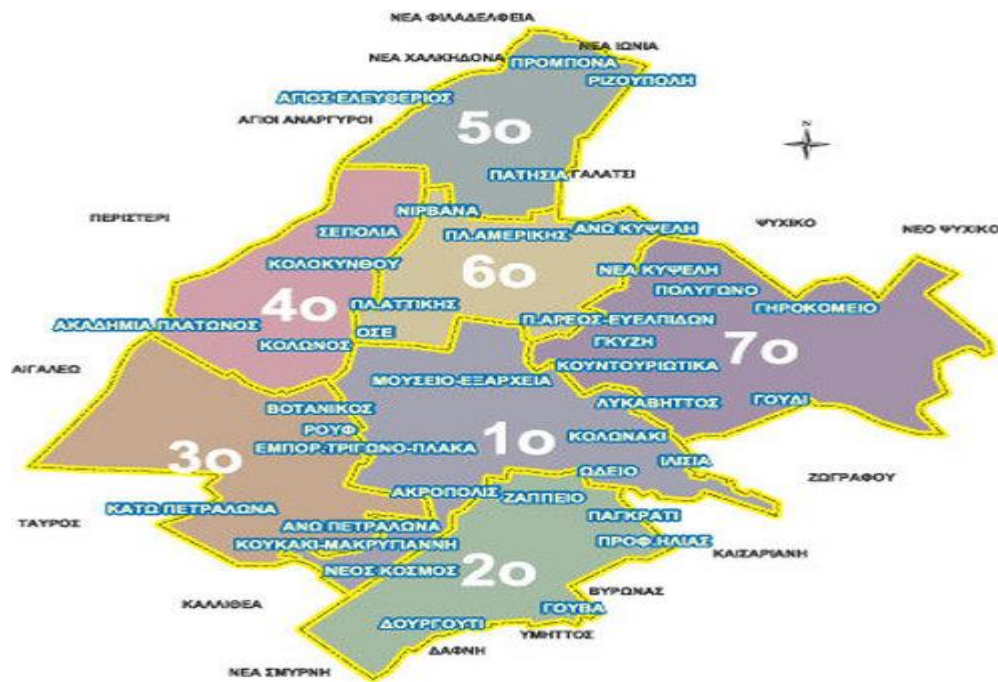 ΝΕΑ ΦΙΛΑΔΕΛΦΕΙΑ
ΝΕΑ ΙΩΝΙΑ
ΝΕΑ ΧΑΛΚΗΔΟΝΑ
ΠΡΟΜΠΟΝΑ
ΡΙΖΟΥΠΟΛΗ
ΑΓΙΟΣ ΕΛΕΥΘΕΡΙΟΣ
ΑΓΙΟΙ ΑΝΑΡΓΥΡΟΙ
5ο
N
ΠΑΤΗΣΙΑ
ΓΑΛΑΤΣΙ
ΠΕΡΙΣΤΕΡΙ
ΝΙΡΒΑΝΑ
ΨΥΧΙΚΟ
ΝΕΟ ΨΥΧΙΚΟ
ΣΕΠΟΛΙΑ
ΠΛ.ΑΜΕΡΙΚΗΣ
ΑΝΩ ΚΥΨΕΛΗ
ΚΟΛΟΚΥΝΘΟΥ
6ο
ΝΕΑ ΚΥΨΕΛΗ
ΠΟΛΥΓΩΝΟ
4ο
ΠΛ.ΑΤΤΙΚΗΣ
ΓΗΡΟΚΟΜΕΙΟ
ΑΚΑΔΗΜΙΑ ΠΛΑΤΩΝΟΣ
ΟΣΕ
Π.ΑΡΕΩΣ-ΕΥΕΛΠΙΔΩΝ
ΚΟΛΩΝΟΣ
ΓΚΥΖΗ
7ο
ΑΙΓΑΛΕΩ
ΚΟΥΝΤΟΥΡΙΩΤΙΚΑ
ΜΟΥΣΕΙΟ-ΕΞΑΡΧΕΙΑ
ΛΥΚΑΒΗΤΤΟΣ
ΓΟΥΔΙ
ΒΟΤΑΝΙΚΟΣ
ΡΟΥΦ
1ο
ΚΟΛΩΝΑΚΙ
3ο
ΕΜΠΟΡ.ΤΡΙΓΩΝΟ-ΠΛΑΚΑ
ΙΛΙΣΙΑ
ΩΔΕΙΟ
ΖΩΓΡΑΦΟΥ
ΑΚΡΟΠΟΛΙΣ
ΖΑΠΠΕΙΟ
ΚΑΤΩ ΠΕΤΡΑΛΩΝΑ
ΠΑΓΚΡΑΤΙ
ΤΑΥΡΟΣ
ΑΝΩ ΠΕΤΡΑΛΩΝΑ
ΠΡΟΦ.ΗΛΙΑΣ
ΚΟΥΚΑΚΙ-ΜΑΚΡΥΓΙΑΝΝΗ
ΚΑΙΣΑΡΙΑΝΗ
ΝΕΟΣ ΚΟΣΜΟΣ
2ο
ΒΥΡΩΝΑΣ
ΚΑΛΛΙΘΕΑ
ΓΟΥΒΑ
ΔΟΥΡΓΟΥΤΙ
ΥΜΗΤΤΟΣ
ΔΑΦΝΗ
ΝΕΑ ΣΜΥΡΝΗ